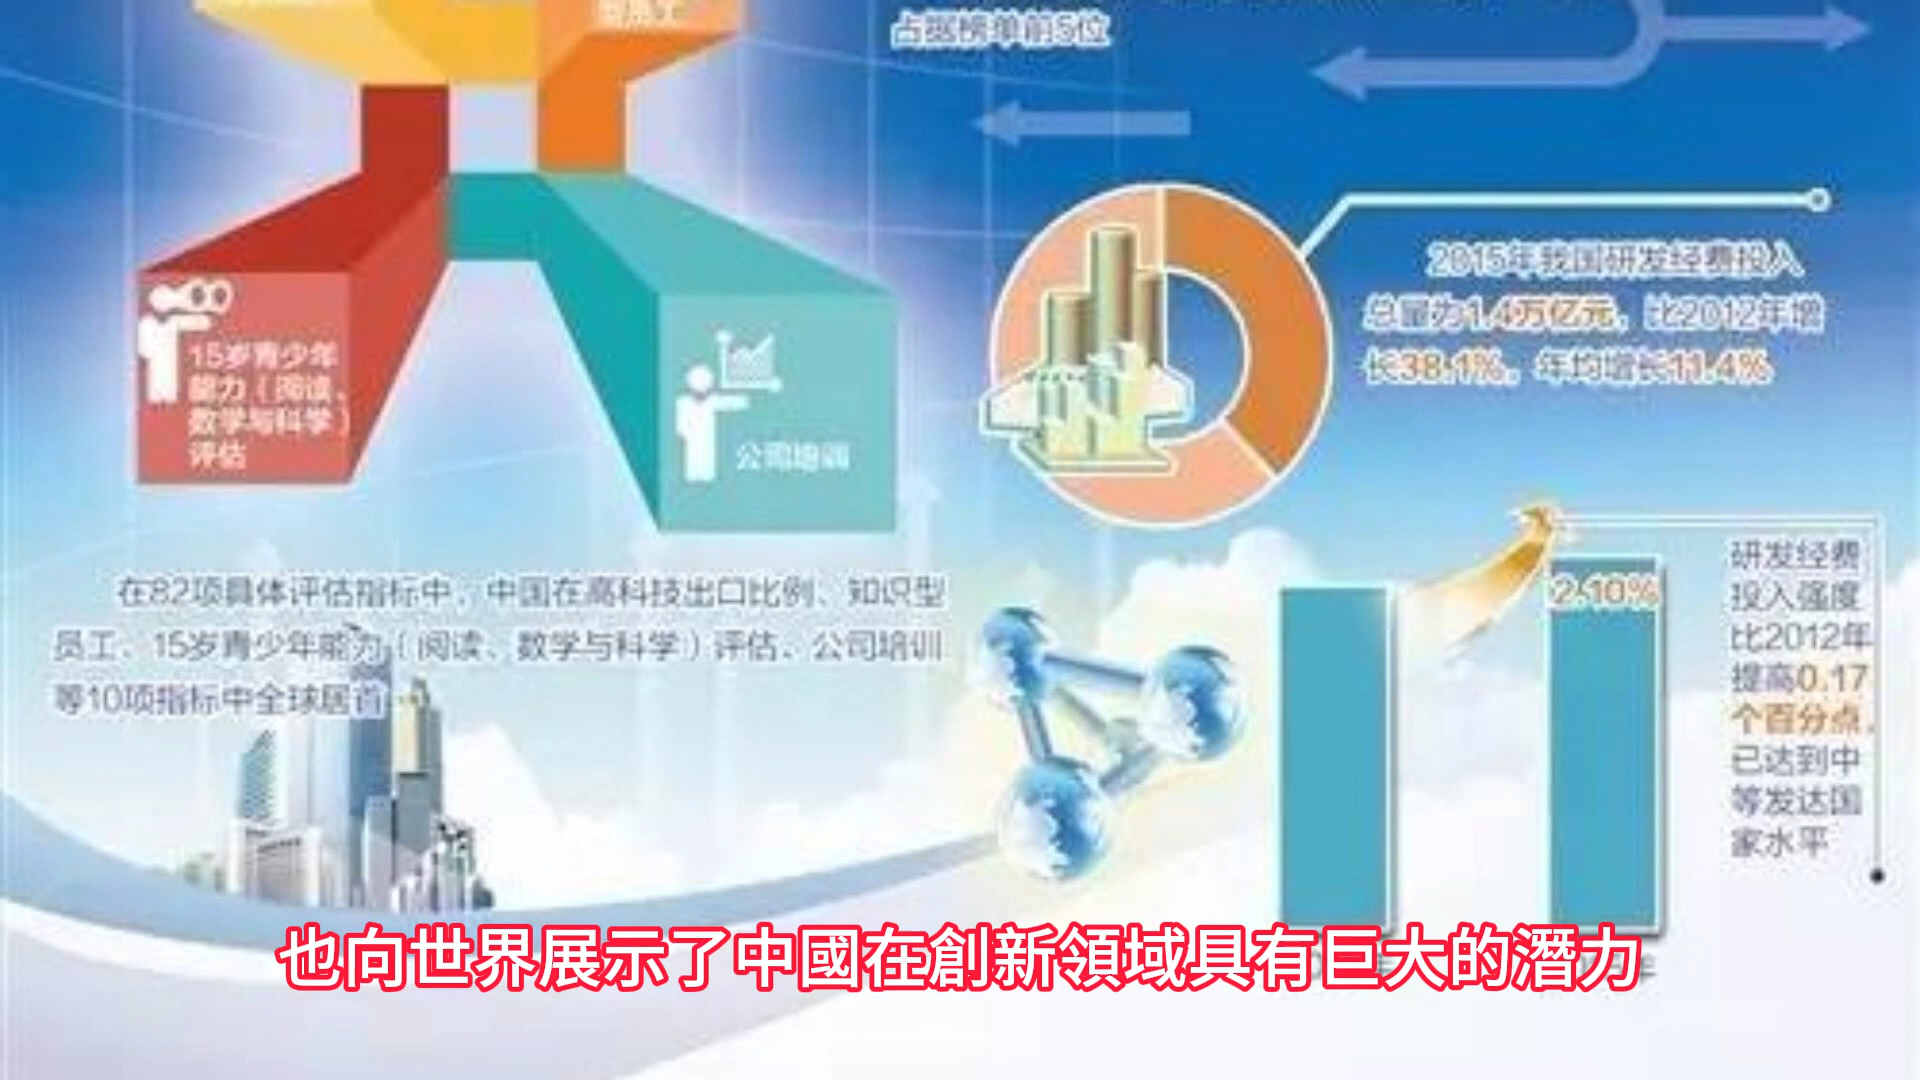 占据榜单前5位
15岁青少年
能力（阅读、
数学与科学）
评估
公司培训
2015年我国研发经费投入
总量为1.4万亿元，比2012年增
长38.1%，年均增长11.4%
在82项具体评估指标中，中国在高科技出口比例、知识型
员工、15岁青少年能力（阅读、数学与科学）评估、公司培训
等10项指标中全球居首
2.10%
研发经费
投入强度
比2012年
提高0.17
个百分点，
已达到中
等发达国
家水平
也向世界展示了中國在創新領域具有巨大的潛力